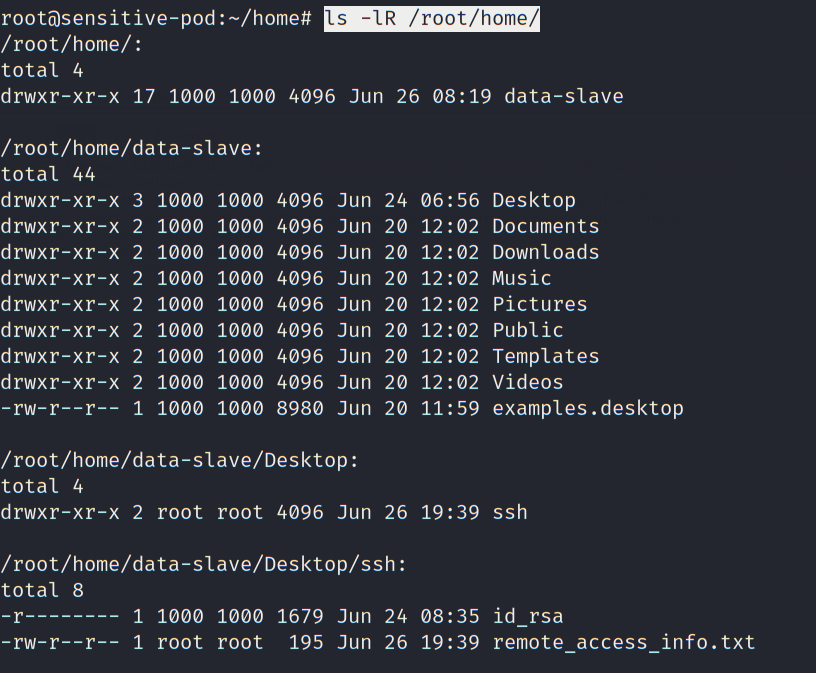 root@sensitive-pod:~/home# ls -lR /root/home/
/root/home/:
total 4
drwxr-xr-x 17 1000 1000 4096 Jun 26 08:19 data-slave

/root/home/data-slave:
total 44
drwxr-xr-x 3 1000 1000 4096 Jun 24 06:56 Desktop
drwxr-xr-x 2 1000 1000 4096 Jun 20 12:02 Documents
drwxr-xr-x 2 1000 1000 4096 Jun 20 12:02 Downloads
drwxr-xr-x 2 1000 1000 4096 Jun 20 12:02 Music
drwxr-xr-x 2 1000 1000 4096 Jun 20 12:02 Pictures
drwxr-xr-x 2 1000 1000 4096 Jun 20 12:02 Public
drwxr-xr-x 2 1000 1000 4096 Jun 20 12:02 Templates
drwxr-xr-x 2 1000 1000 4096 Jun 20 12:02 Videos
-rw-r--r-- 1 1000 1000 8980 Jun 20 11:59 examples.desktop

/root/home/data-slave/Desktop:
total 4
drwxr-xr-x 2 root root 4096 Jun 26 19:39 ssh

/root/home/data-slave/Desktop/ssh:
total 8
-r-------- 1 1000 1000 1679 Jun 24 08:35 id_rsa
-rw-r--r-- 1 root root  195 Jun 26 19:39 remote_access_info.txt